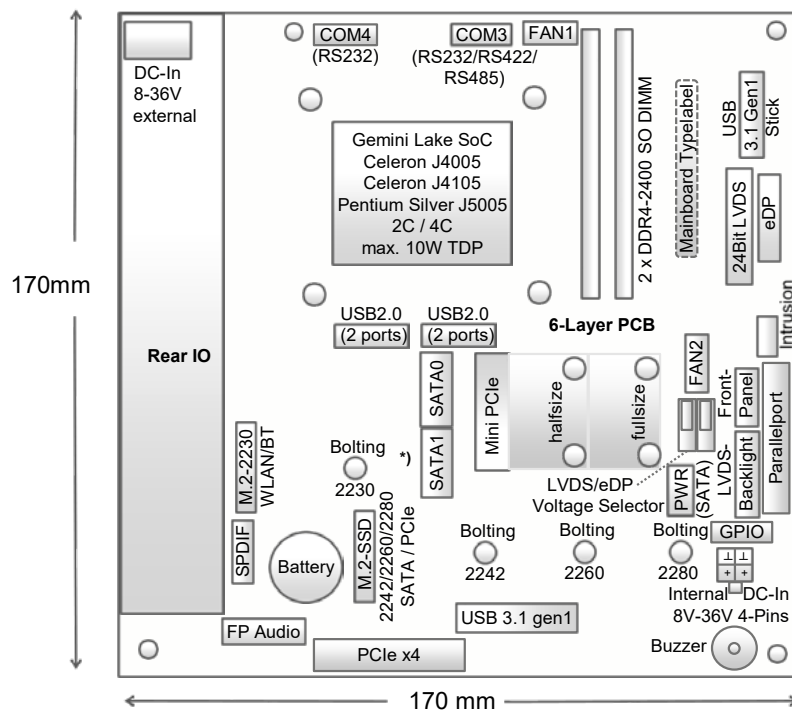 COM4
(RS232)
COM3
(RS232/RS422/
RS485)
FAN1
DC-In
8-36V
external
Gemini Lake SoC
Celeron J4005
Celeron J4105
Pentium Silver J5005
2C / 4C
max. 10W TDP
2 x DDR4-2400 SO DIMM
Mainboard Typelabel
USB
3.1 Gen1
Stick
24Bit LVDS
eDP
170mm
Rear IO
USB2.0
(2 ports)
USB2.0
(2 ports)
6-Layer PCB
Intrusion
SATA0
SATA1
*)
Mini PCIe
halfsize
fullsize
FAN2
Front-
Panel
LVDS-
Backlight
Parallelport
M.2-2230
WLAN/BT
Bolting
2230
LVDS/eDP
Voltage Selector
PWR
(SATA)
SPDIF
Battery
M.2-SSD
2242/2260/2280
SATA / PCIe
Bolting
2242
Bolting
2260
Bolting
2280
GPIO
Internal DC-In
8V-36V 4-Pins
FP Audio
USB 3.1 gen1
Buzzer
PCIe x4
170 mm